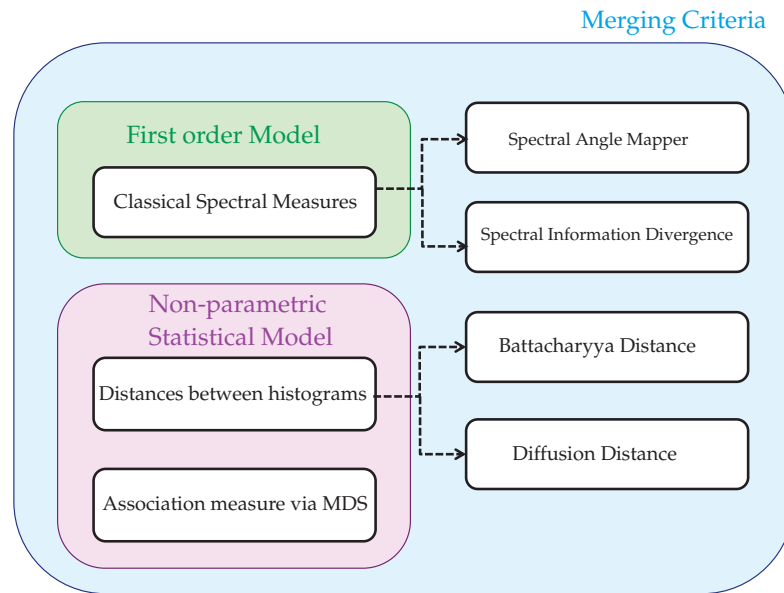 Merging Criteria
First order Model
Classical Spectral Measures
Spectral Angle Mapper
Spectral Information Divergence
Non-parametric
Statistical Model
Distances between histograms
Association measure via MDS
Battacharyya Distance
Diffusion Distance